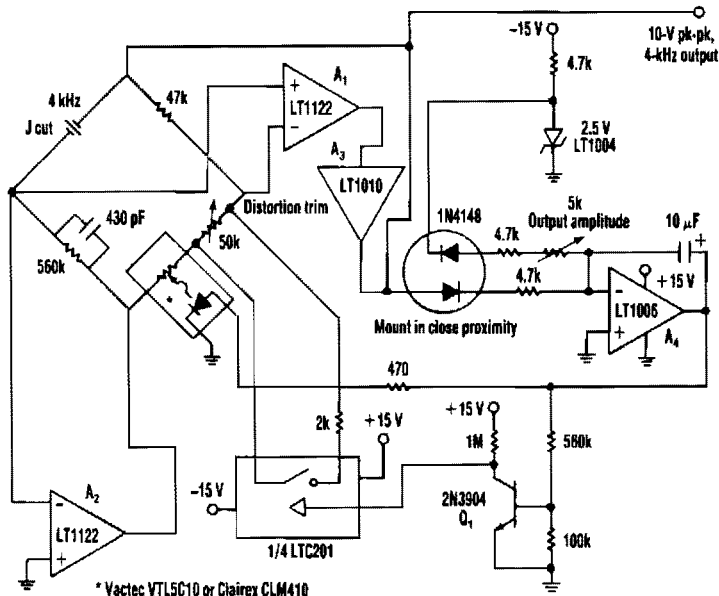 −15 V
10-V pk-pk,
4-kHz output
4.7k
A1
4 kHz
47k
LT1122
J cut
2.5 V
LT1004
A3
LT1010
430 pF
Distortion trim
1N4148
5k
Output amplitude
10 µF
+
50k
4.7k
560k
4.7k
+15 V
LT1006
*
Mount in close proximity
A4
470
2k
+15 V
+15 V
1M
560k
−15 V
A2
2N3904
Q1
LT1122
100k
1/4 LTC201
* Vactec VTL5C10 or Clairex CLM410